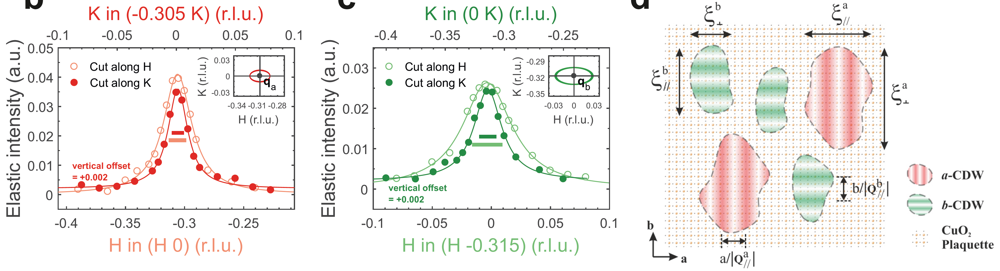 b
K in (-0.305 K) (r.l.u.)
-0.1 -0.05 0 0.05 0.1
Elastic intensity (a.u.)
0.05
0.04
0.03
0.02
0.01
0
Cut along H
Cut along K
K (r.l.u.)
0.03
0
-0.03
q_a
-0.34 -0.31 -0.28
H (r.l.u.)
vertical offset
= +0.002
-0.4 -0.35 -0.3 -0.25
H in (H 0) (r.l.u.)
c
K in (0 K) (r.l.u.)
-0.4 -0.35 -0.3 -0.25
Elastic intensity (a.u.)
0.03
0.02
0.01
0
Cut along H
Cut along K
K (r.l.u.)
-0.29
-0.32
-0.35
q_b
-0.03 0 0.03
H (r.l.u.)
vertical offset
= +0.002
-0.1 -0.05 0 0.05 0.1
H in (H -0.315) (r.l.u.)
d
ξ⊥^b
ξ//^a
ξ//^b
ξ⊥^a
b/|Q//^b|
a/|Q//^a|
b
a
a-CDW
b-CDW
CuO₂
Plaquette